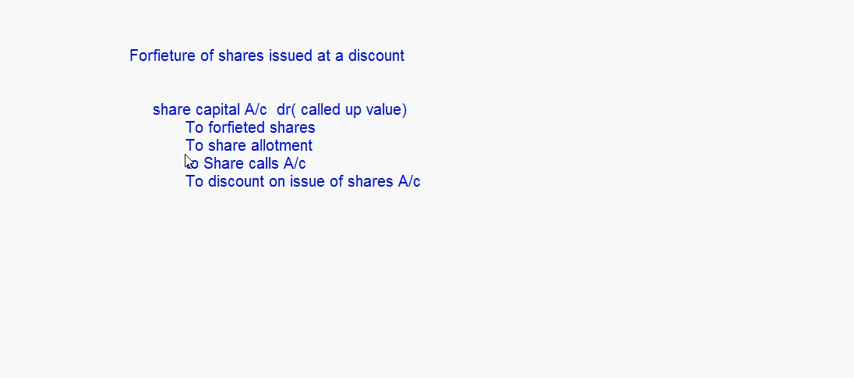 Forfieture of shares issued at a discount
share capital A/c dr( called up value)
To forfieted shares
To share allotment
To Share calls A/c
To discount on issue of shares A/c